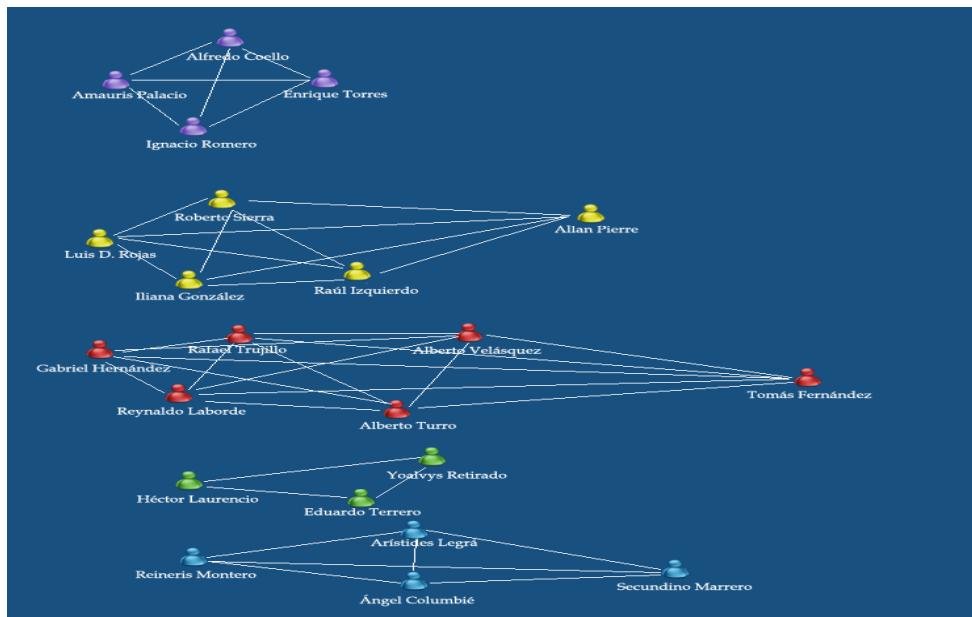 Alfredo Coello
Amauris Palacio
Enrique Torres
Ignacio Romero
Roberto Sierra
Allan Pierre
Luis D. Rojas
Iliana González
Raúl Izquierdo
Rafael Trujillo
Alberto Velásquez
Gabriel Hernández
Tomás Fernández
Reynaldo Laborde
Alberto Turro
Yoalvys Retirado
Héctor Laurencio
Eduardo Terrero
Arístides Legrá
Reineris Montero
Secundino Marrero
Ángel Columbié